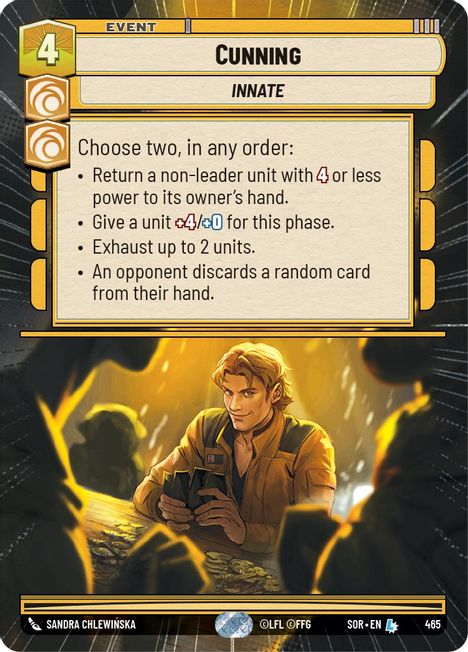 EVENT
4
CUNNING
INNATE
Choose two, in any order:
• Return a non-leader unit with 4 or less
power to its owner's hand.
• Give a unit +4/+0 for this phase.
• Exhaust up to 2 units.
• An opponent discards a random card
from their hand.
SANDRA CHLEWIŃSKA ©LFL ©FFG SOR • EN L 465